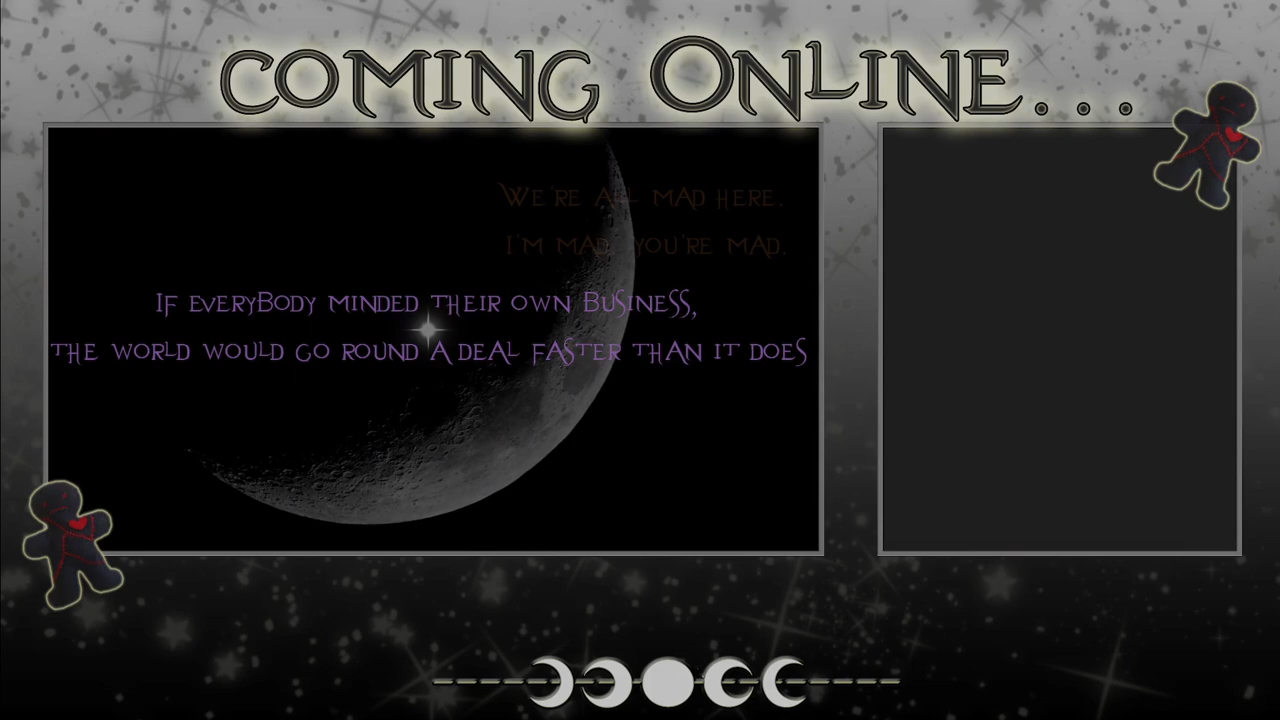 COMING ONLINE...
WE'RE ALL MAD HERE.
I'M MAD. YOU'RE MAD.
IF EVERYBODY MINDED THEIR OWN BUSINESS,
THE WORLD WOULD GO ROUND A DEAL FASTER THAN IT DOES